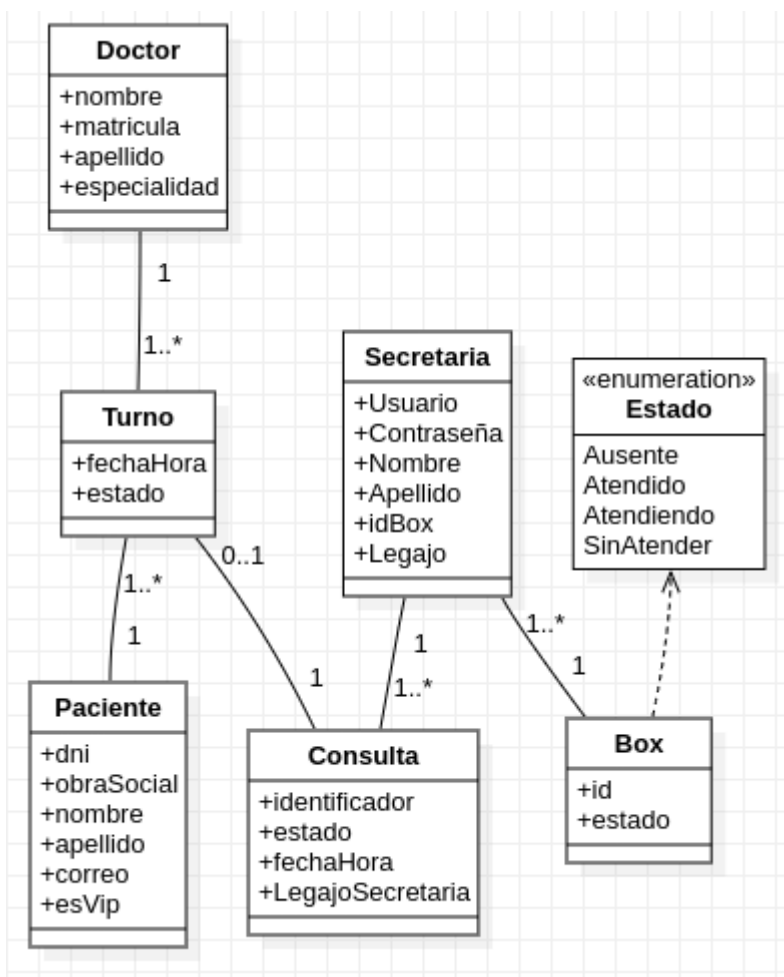 Doctor
+nombre
+matricula
+apellido
+especialidad
1
1..*
Turno
+fechaHora
+estado
1..*
1
0..1
1
Secretaria
+Usuario
+Contraseña
+Nombre
+Apellido
+idBox
+Legajo
1
1..*
1..*
1
«enumeration»
Estado
Ausente
Atendido
Atendiendo
SinAtender
Paciente
+dni
+obraSocial
+nombre
+apellido
+correo
+esVip
Consulta
+identificador
+estado
+fechaHora
+LegajoSecretaria
Box
+id
+estado